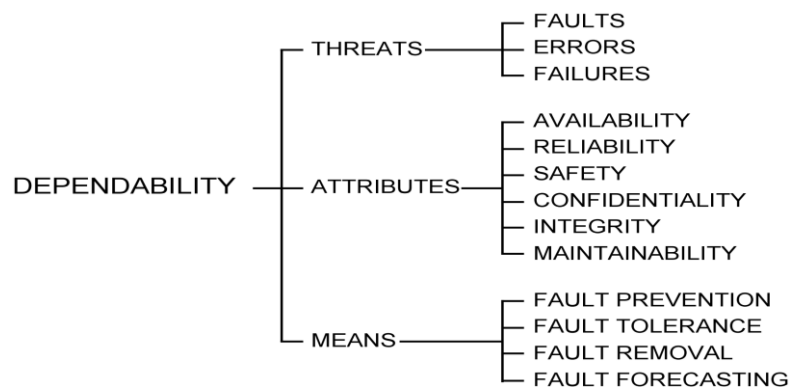 DEPENDABILITY
THREATS
FAULTS
ERRORS
FAILURES
ATTRIBUTES
AVAILABILITY
RELIABILITY
SAFETY
CONFIDENTIALITY
INTEGRITY
MAINTAINABILITY
MEANS
FAULT PREVENTION
FAULT TOLERANCE
FAULT REMOVAL
FAULT FORECASTING